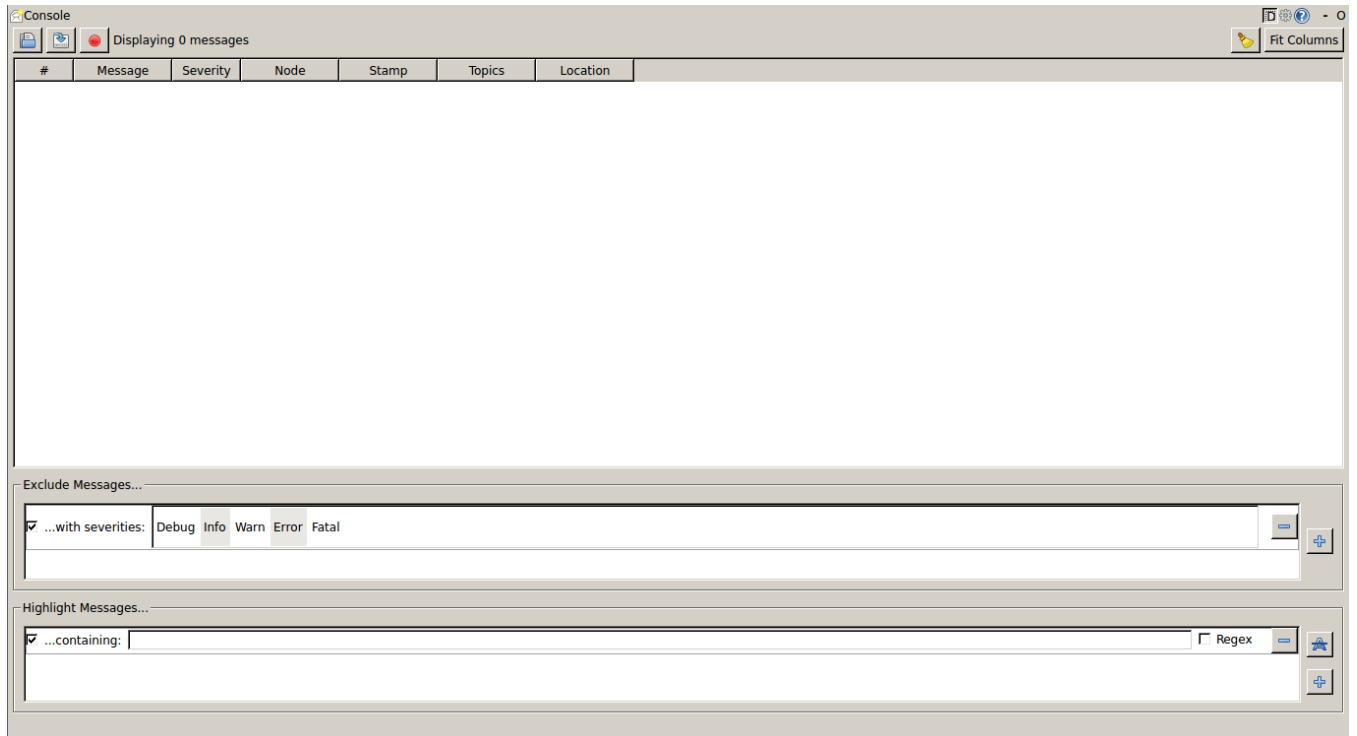 Console D - O
Displaying 0 messages Fit Columns
# Message Severity Node Stamp Topics Location
Exclude Messages...
...with severities: Debug Info Warn Error Fatal
Highlight Messages...
...containing: Regex